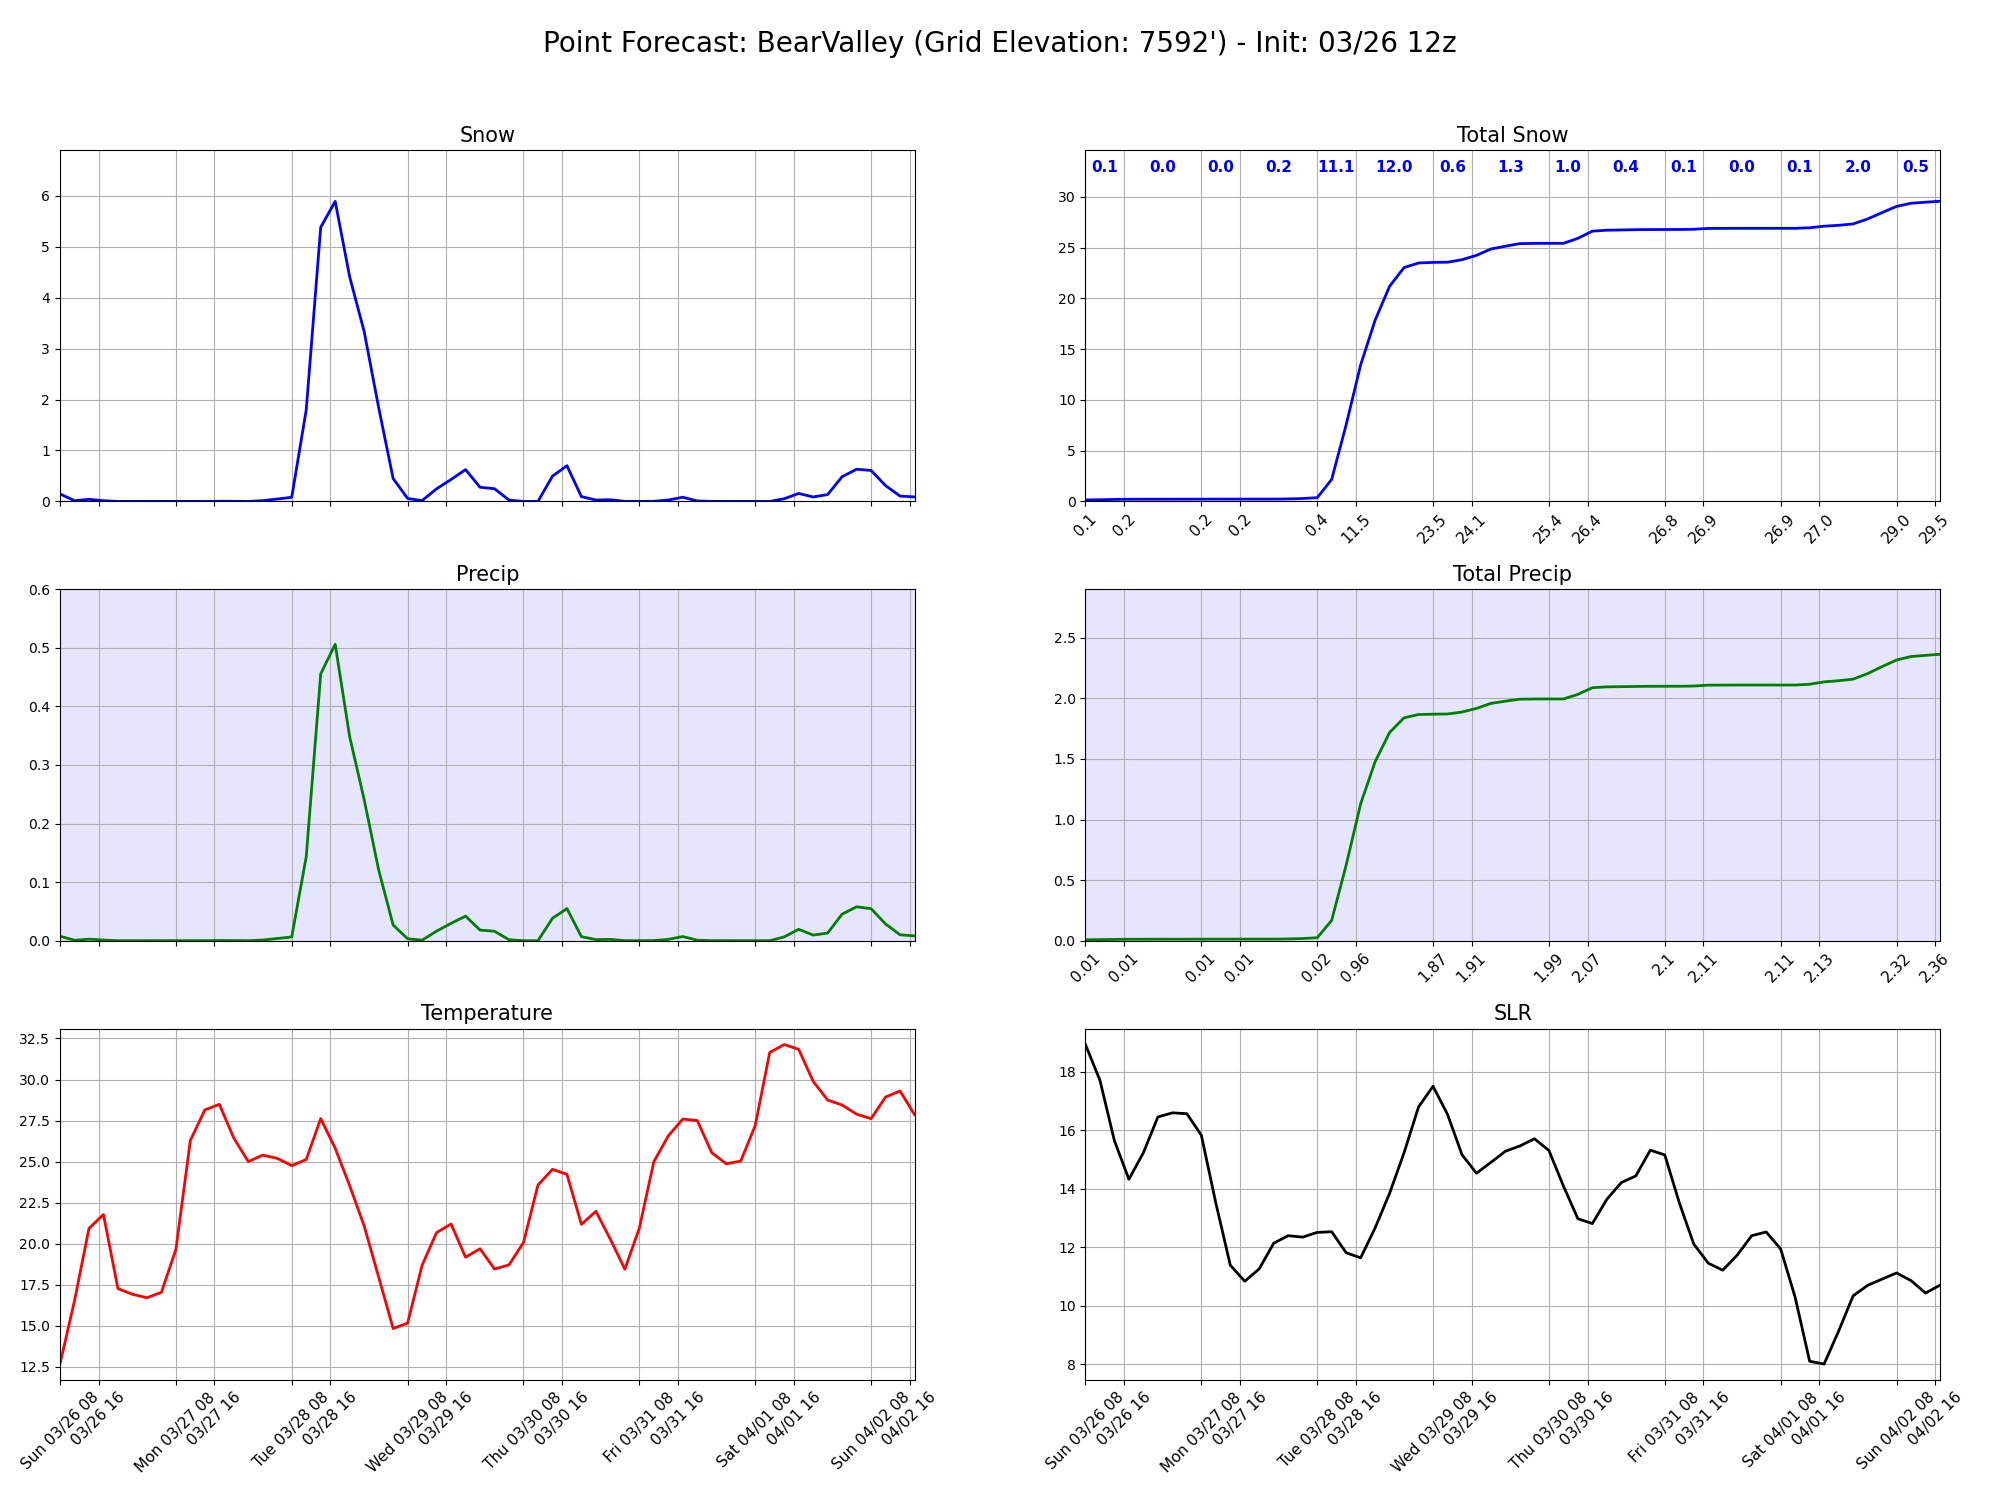 Point Forecast: BearValley (Grid Elevation: 7592') - Init: 03/26 12z
Snow
6
5
4
3
2
1
0
Total Snow
0.1 0.0 0.0 0.2 11.1 12.0 0.6 1.3 1.0 0.4 0.1 0.0 0.1 2.0 0.5
30
25
20
15
10
5
0
0.1 0.2 0.2 0.2 0.4 11.5 23.5 24.1 25.4 26.4 26.8 26.9 26.9 27.0 29.0 29.5
Precip
0.6
0.5
0.4
0.3
0.2
0.1
0.0
Total Precip
2.5
2.0
1.5
1.0
0.5
0.0
0.01 0.01 0.01 0.01 0.02 0.96 1.87 1.91 1.99 2.07 2.1 2.11 2.11 2.13 2.32 2.36
Temperature
32.5
30.0
27.5
25.0
22.5
20.0
17.5
15.0
12.5
Sun 03/26 08
03/26 16
Mon 03/27 08
03/27 16
Tue 03/28 08
03/28 16
Wed 03/29 08
03/29 16
Thu 03/30 08
03/30 16
Fri 03/31 08
03/31 16
Sat 04/01 08
04/01 16
Sun 04/02 08
04/02 16
SLR
18
16
14
12
10
8
Sun 03/26 08
03/26 16
Mon 03/27 08
03/27 16
Tue 03/28 08
03/28 16
Wed 03/29 08
03/29 16
Thu 03/30 08
03/30 16
Fri 03/31 08
03/31 16
Sat 04/01 08
04/01 16
Sun 04/02 08
04/02 16